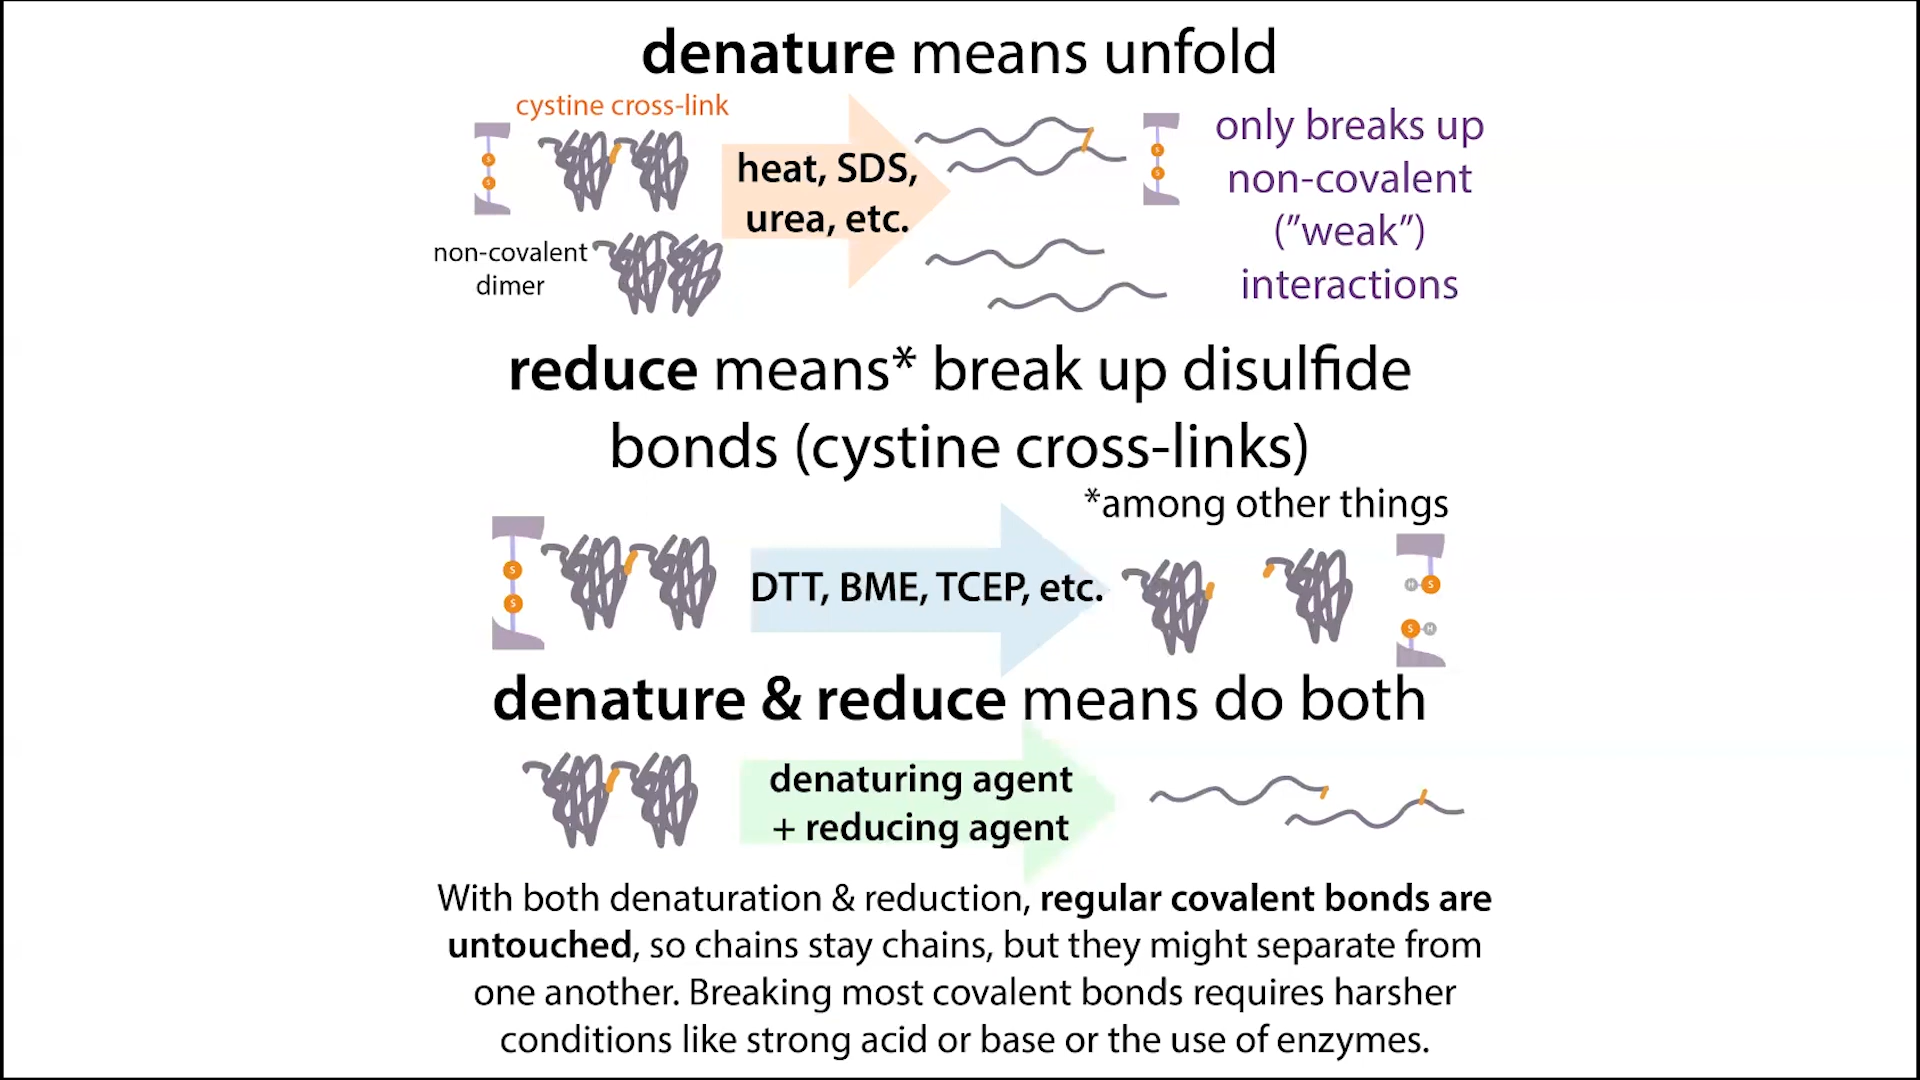 denature means unfold
cystine cross-link
S
S
heat, SDS,
urea, etc.
S
S
only breaks up
non-covalent
(”weak”)
interactions
non-covalent
dimer
reduce means* break up disulfide
bonds (cystine cross-links)
*among other things
S
S
DTT, BME, TCEP, etc.
H S
S H
denature & reduce means do both
denaturing agent
+ reducing agent
With both denaturation & reduction, regular covalent bonds are
untouched, so chains stay chains, but they might separate from
one another. Breaking most covalent bonds requires harsher
conditions like strong acid or base or the use of enzymes.